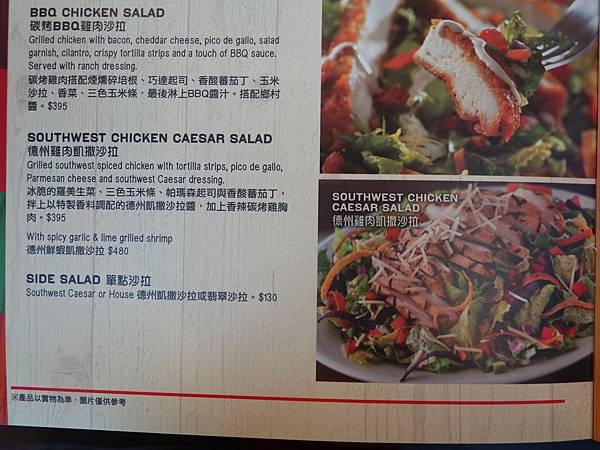 BBQ CHICKEN SALAD
碳烤BBQ雞肉沙拉
Grilled chicken with bacon, cheddar cheese, pico de gallo, salad
garnish, cilantro, crispy tortilla strips and a touch of BBQ sauce.
Served with ranch dressing.
碳烤雞肉搭配煙燻碎培根、巧達起司、香酸蕃茄丁、玉米
沙拉、香菜、三色玉米條，最後淋上BBQ醬汁。搭配鄉村
醬。$395
SOUTHWEST CHICKEN CAESAR SALAD
德州雞肉凱撒沙拉
Grilled southwest spiced chicken with tortilla strips, pico de gallo,
Parmesan cheese and southwest Caesar dressing.
冰脆的羅美生菜、三色玉米條、帕瑪森起司與香酸蕃茄丁，
拌上以特製香料調配的德州凱撒沙拉醬，加上香辣碳烤雞胸
肉。$395
With spicy garlic & lime grilled shrimp
德州鮮蝦凱撒沙拉 $480
SIDE SALAD 單點沙拉
Southwest Caesar or House 德州凱撒沙拉或翡翠沙拉。$130
※產品以實物為準，圖片僅供參考
SOUTHWEST CHICKEN
CAESAR SALAD
德州雞肉凱撒沙拉